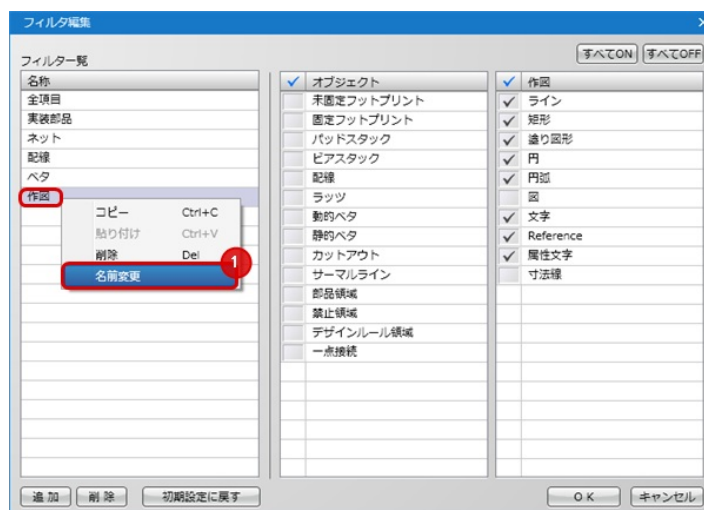 フィルタ編集
すべてON すべてOFF
フィルター覧
名称
全項目
実装部品
ネット
配線
ベタ
作図
コピー Ctrl+C
貼り付け Ctrl+V
削除 Del
1
名前変更
オブジェクト
未固定フットプリント
固定フットプリント
パッドスタック
ビアスタック
配線
ラッツ
動的ベタ
静的ベタ
カットアウト
サーマルライン
部品領域
禁止領域
デザインルール領域
一点接続
作図
ライン
矩形
塗り図形
円
円弧
図
文字
Reference
属性文字
寸法線
追加 削除 初期設定に戻す
OK キャンセル